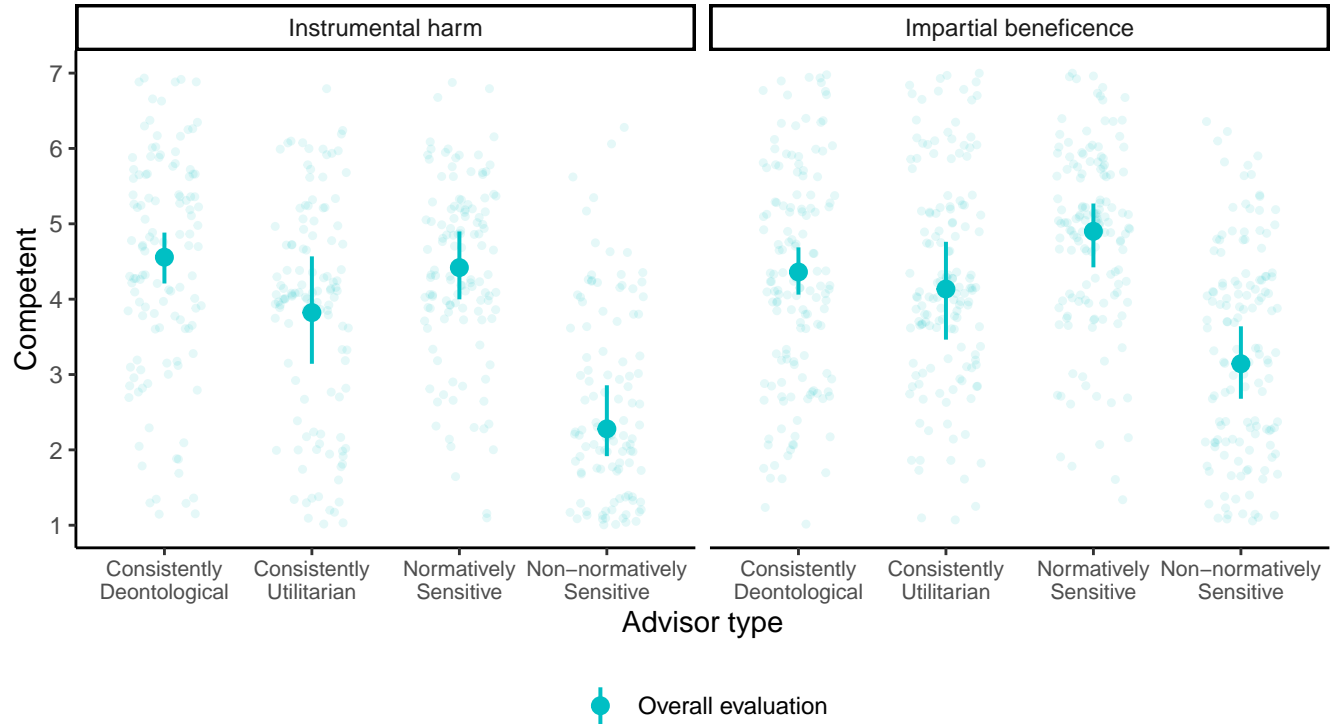 Instrumental harm
Impartial beneficence
Competent
7
6
5
4
3
2
1
Consistently
Deontological
Consistently
Utilitarian
Normatively
Sensitive
Non−normatively
Sensitive
Consistently
Deontological
Consistently
Utilitarian
Normatively
Sensitive
Non−normatively
Sensitive
Advisor type
Overall evaluation